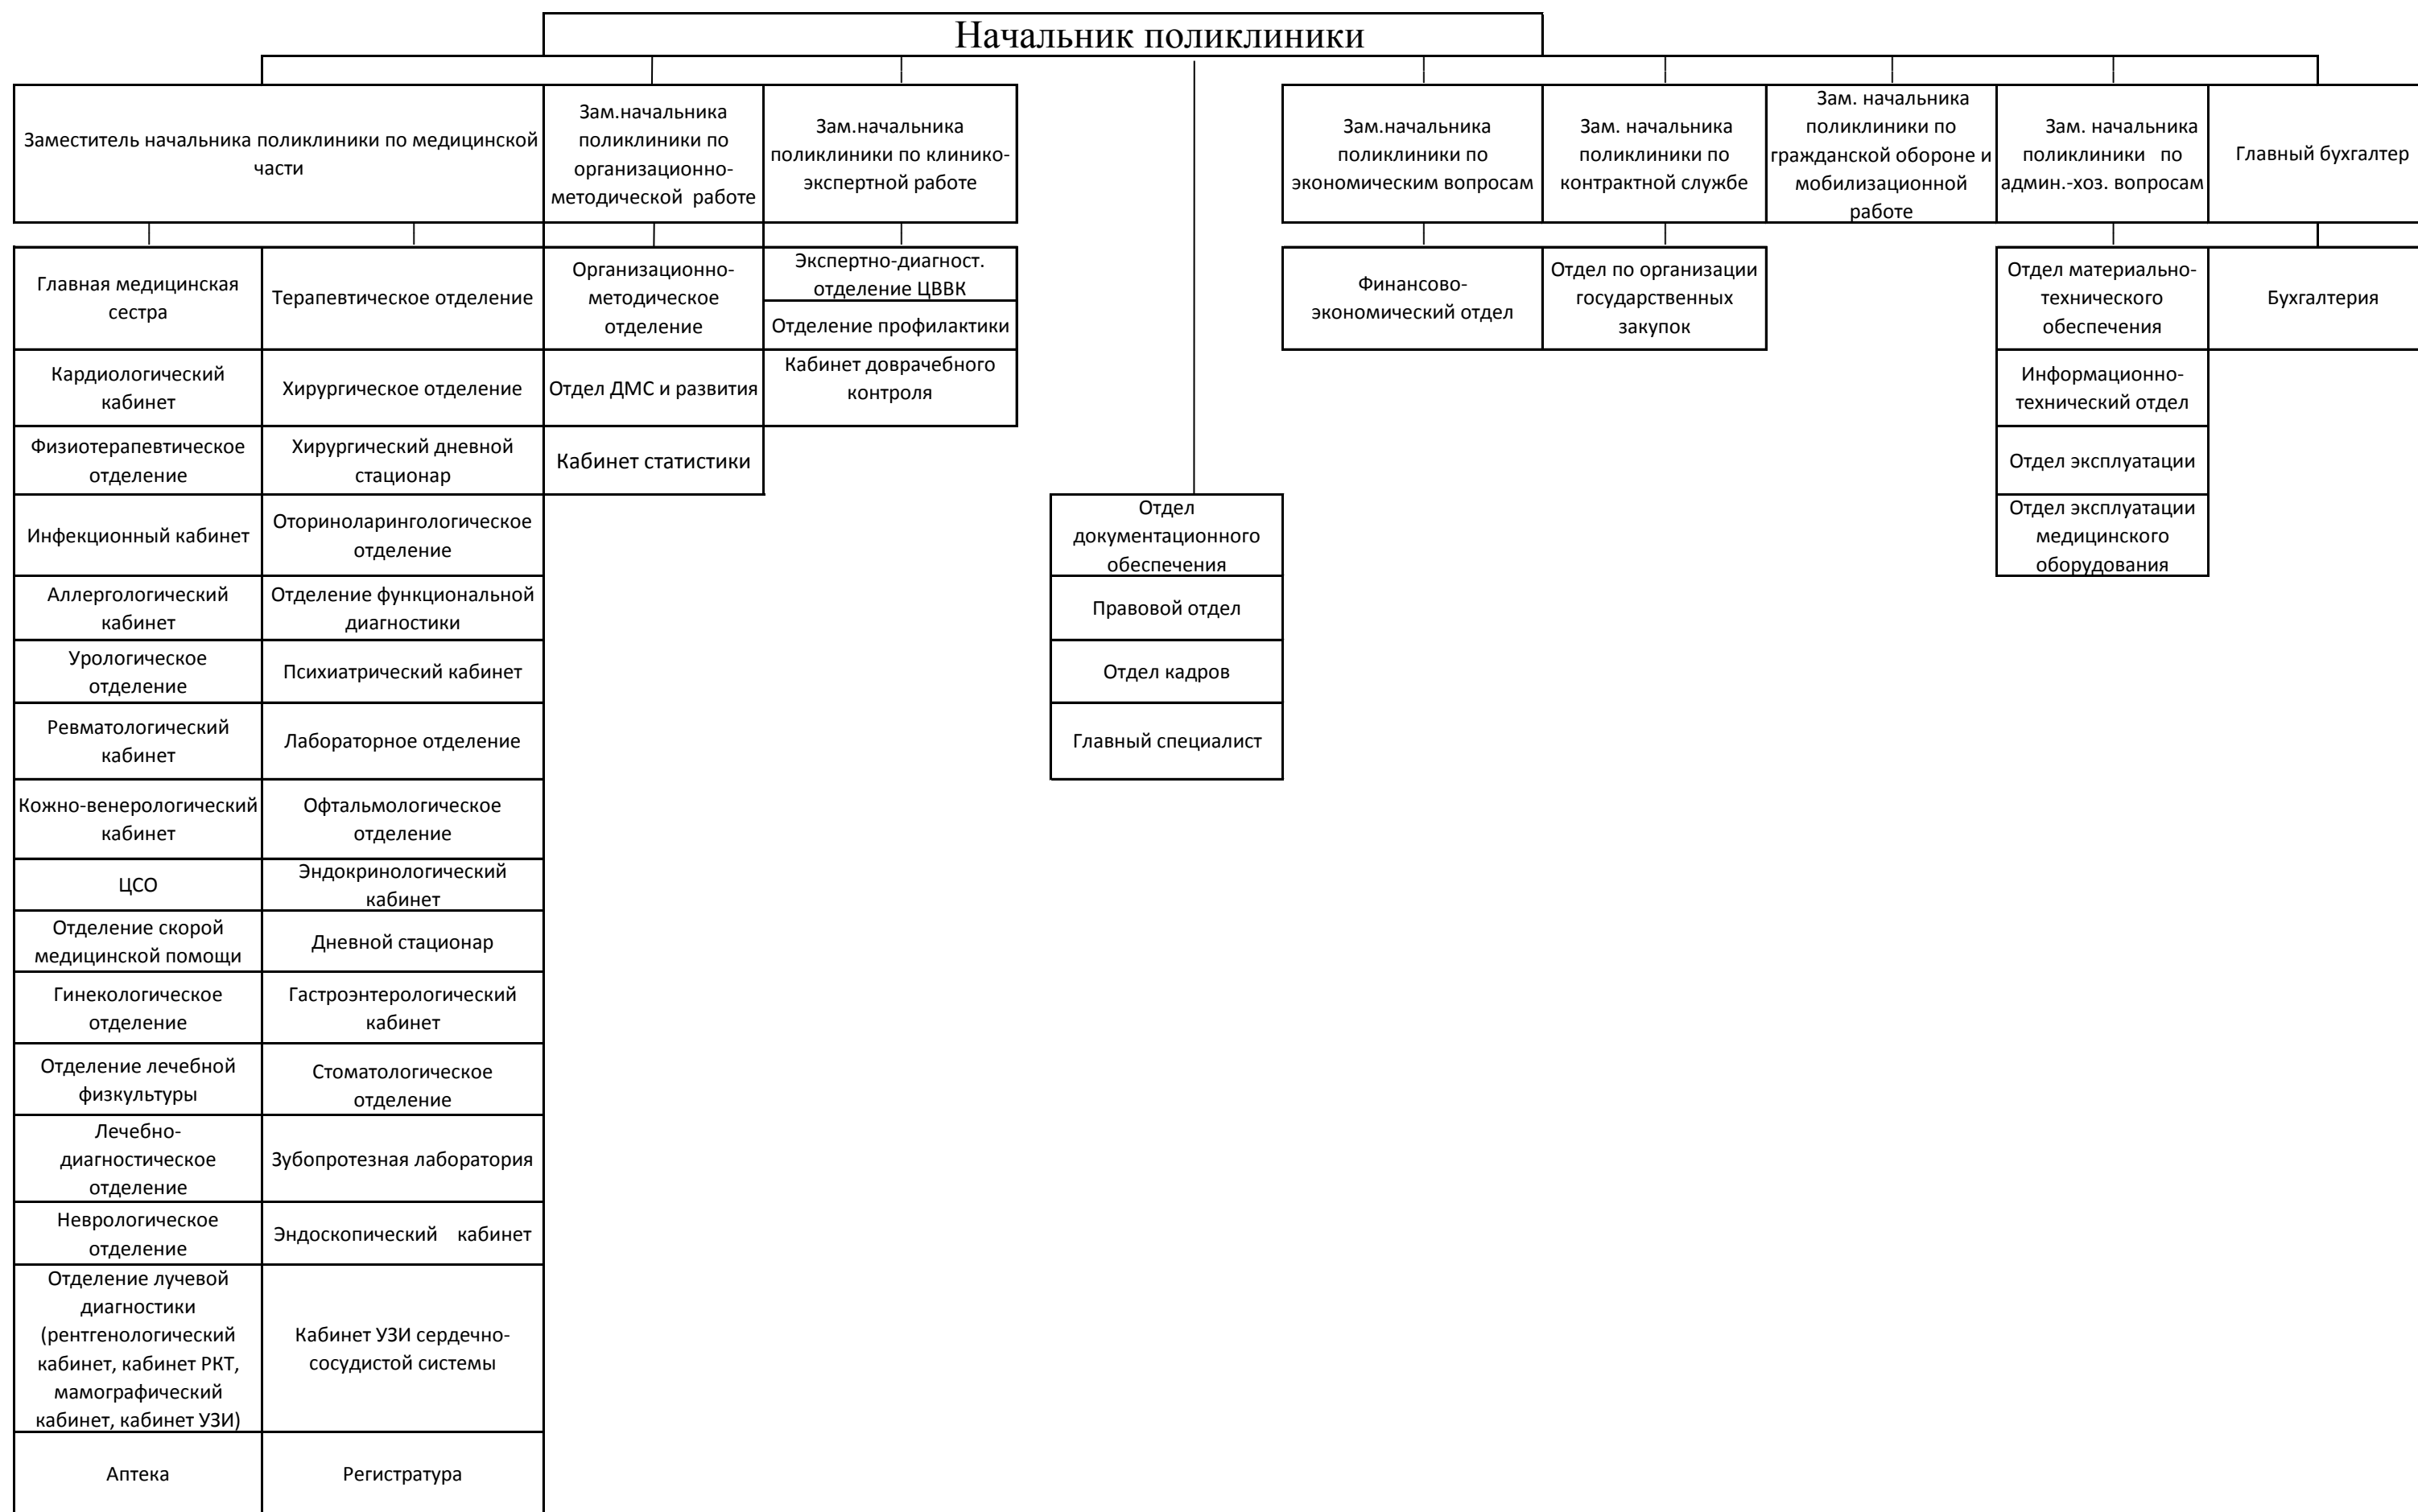 Начальник поликлиники
Заместитель начальника поликлиники по медицинской
части
Зам.начальника
поликлиники по
организационно-
методической работе
Зам.начальника
поликлиники по клинико-
экспертной работе
Зам.начальника
поликлиники по
экономическим вопросам
Зам. начальника
поликлиники по
контрактной службе
Зам. начальника
поликлиники по
гражданской обороне и
мобилизационной
работе
Зам. начальника
поликлиники по
админ.-хоз. вопросам
Главный бухгалтер
Главная медицинская
сестра
Терапевтическое отделение
Организационно-
методическое
отделение
Экспертно-диагност.
отделение ЦВВК
Отделение профилактики
Финансово-
экономический отдел
Отдел по организации
государственных
закупок
Отдел материально-
технического
обеспечения
Бухгалтерия
Кардиологический
кабинет
Хирургическое отделение
Отдел ДМС и развития
Кабинет доврачебного
контроля
Информационно-
технический отдел
Физиотерапевтическое
отделение
Хирургический дневной
стационар
Кабинет статистики
Отдел эксплуатации
Инфекционный кабинет
Оториноларингологическое
отделение
Отдел
документационного
обеспечения
Отдел эксплуатации
медицинского
оборудования
Аллергологический
кабинет
Отделение функциональной
диагностики
Правовой отдел
Урологическое
отделение
Психиатрический кабинет
Отдел кадров
Ревматологический
кабинет
Лабораторное отделение
Главный специалист
Кожно-венерологический
кабинет
Офтальмологическое
отделение
ЦСО
Эндокринологический
кабинет
Отделение скорой
медицинской помощи
Дневной стационар
Гинекологическое
отделение
Гастроэнтерологический
кабинет
Отделение лечебной
физкультуры
Стоматологическое
отделение
Лечебно-
диагностическое
отделение
Зубопротезная лаборатория
Неврологическое
отделение
Эндоскопический кабинет
Отделение лучевой
диагностики
(рентгенологический
кабинет, кабинет РКТ,
мамографический
кабинет, кабинет УЗИ)
Кабинет УЗИ сердечно-
сосудистой системы
Аптека
Регистратура